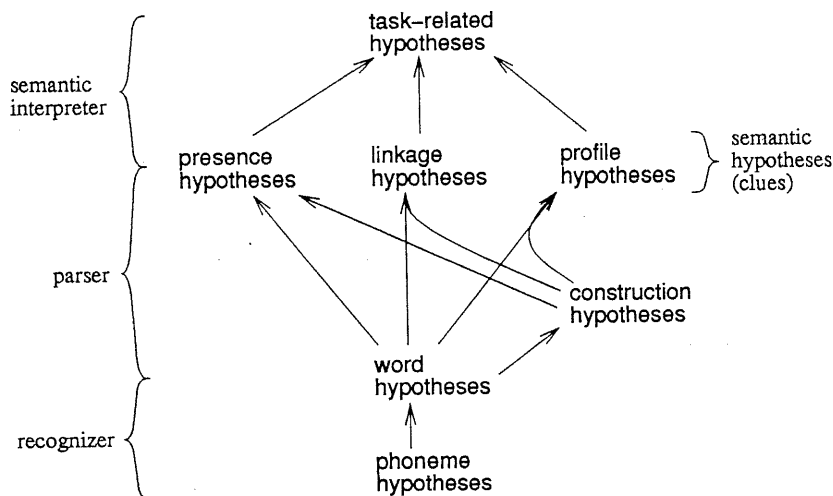 task-related
hypotheses
semantic
interpreter
presence
hypotheses
linkage
hypotheses
profile
hypotheses
semantic
hypotheses
(clues)
parser
construction
hypotheses
word
hypotheses
recognizer
phoneme
hypotheses